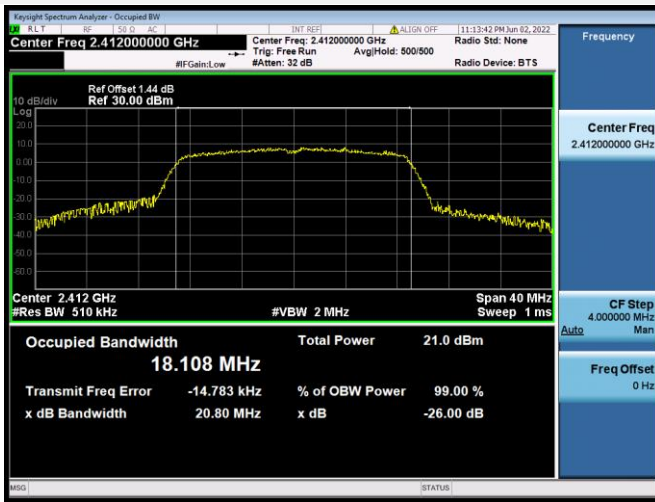 Keysight Spectrum Analyzer - Occupied BW
RLT RF 50 Ω AC INT REF ALIGN OFF 11:13:42 PM Jun 02, 2022
Center Freq 2.412000000 GHz Center Freq: 2.412000000 GHz Radio Std: None Frequency
Trig: Free Run Avg|Hold: 500/500
#IFGain:Low #Atten: 32 dB Radio Device: BTS
Ref Offset 1.44 dB
10 dB/div Ref 30.00 dBm
Log
20.0
10.0
0.00
-10.0
-20.0
-30.0
-40.0
-50.0
-60.0
Center Freq
2.412000000 GHz
Center 2.412 GHz Span 40 MHz
#Res BW 510 kHz #VBW 2 MHz Sweep 1 ms
CF Step
4.000000 MHz
Auto Man
Occupied Bandwidth Total Power 21.0 dBm
18.108 MHz
Freq Offset
0 Hz
Transmit Freq Error -14.783 kHz % of OBW Power 99.00 %
x dB Bandwidth 20.80 MHz x dB -26.00 dB
MSG STATUS